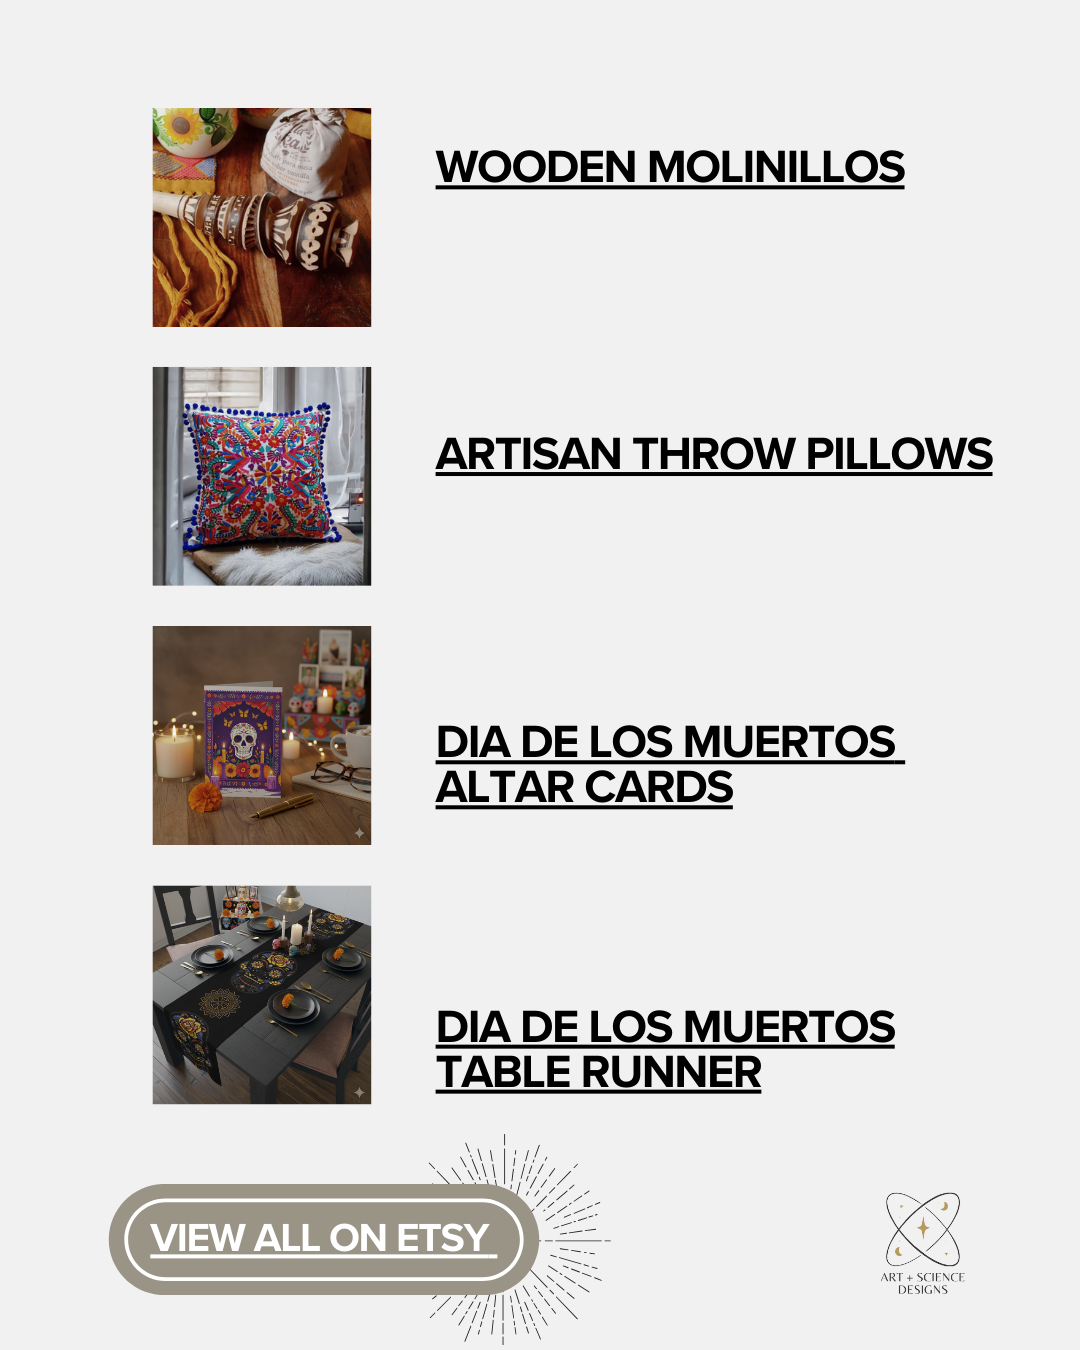 WOODEN MOLINILLOS
ARTISAN THROW PILLOWS
DIA DE LOS MUERTOS
ALTAR CARDS
DIA DE LOS MUERTOS
TABLE RUNNER
VIEW ALL ON ETSY
ART + SCIENCE
DESIGNS